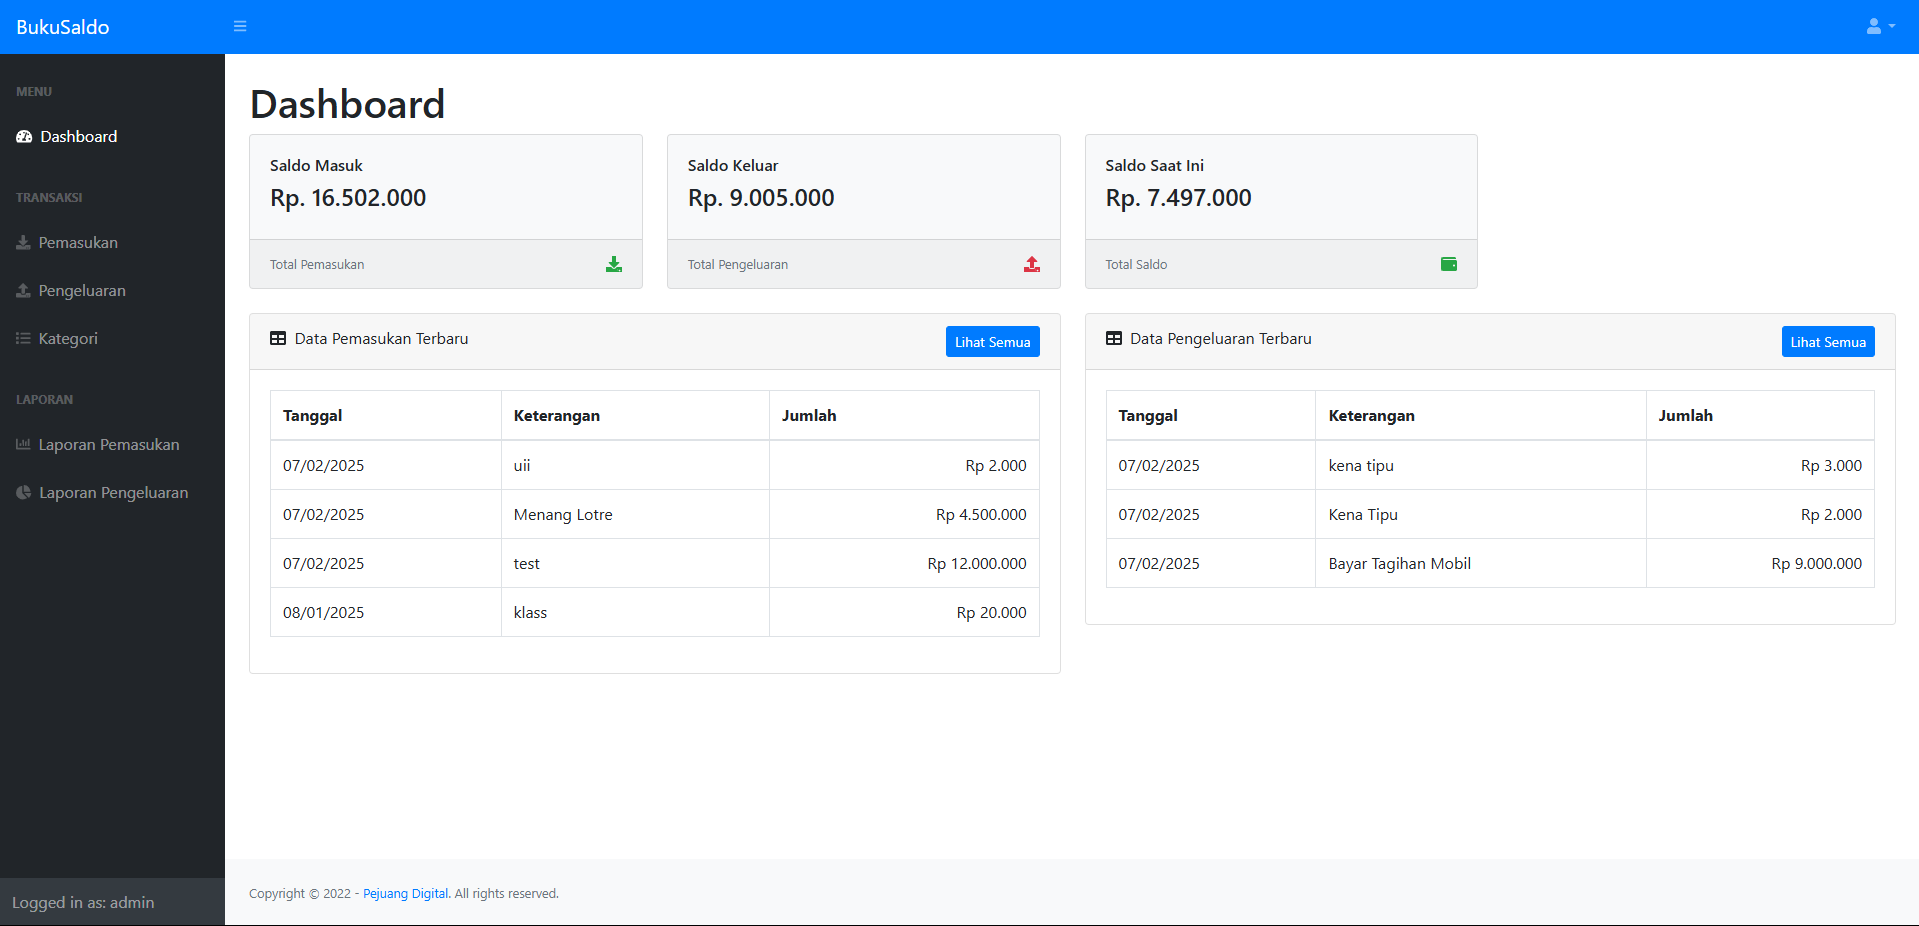 BukuSaldo
MENU
Dashboard
TRANSAKSI
Pemasukan
Pengeluaran
Kategori
LAPORAN
Laporan Pemasukan
Laporan Pengeluaran
Logged in as: admin
Dashboard
Saldo Masuk
Rp. 16.502.000
Total Pemasukan
Saldo Keluar
Rp. 9.005.000
Total Pengeluaran
Saldo Saat Ini
Rp. 7.497.000
Total Saldo
Data Pemasukan Terbaru
Lihat Semua
Tanggal Keterangan Jumlah
07/02/2025 uii Rp 2.000
07/02/2025 Menang Lotre Rp 4.500.000
07/02/2025 test Rp 12.000.000
08/01/2025 klass Rp 20.000
Data Pengeluaran Terbaru
Lihat Semua
Tanggal Keterangan Jumlah
07/02/2025 kena tipu Rp 3.000
07/02/2025 Kena Tipu Rp 2.000
07/02/2025 Bayar Tagihan Mobil Rp 9.000.000
Copyright © 2022 - Pejuang Digital. All rights reserved.